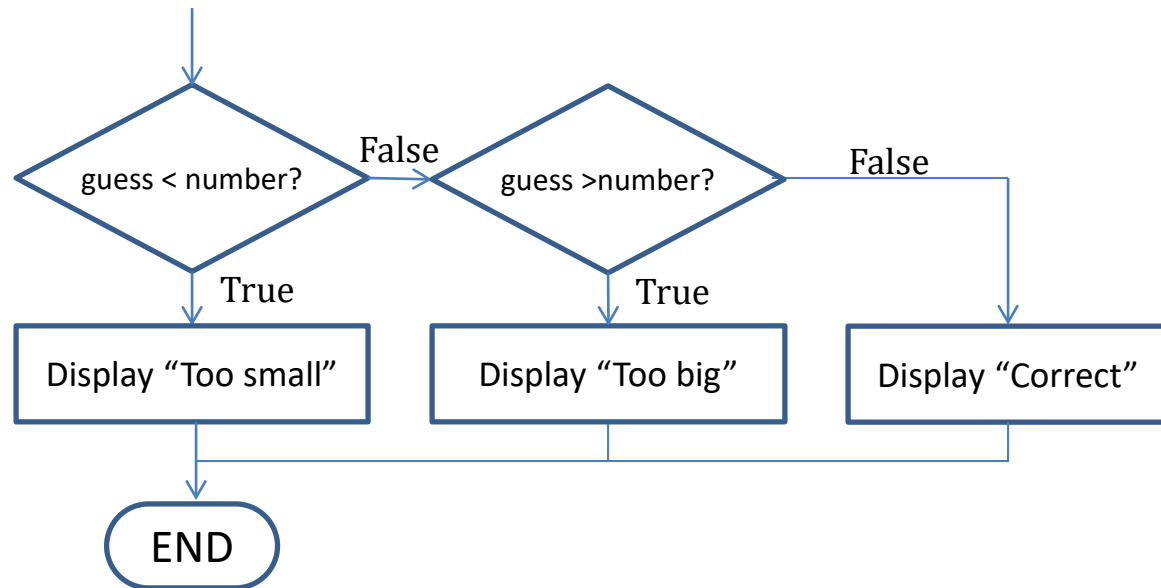 guess < number?
False
guess >number?
False
True
True
Display “Too small”
Display “Too big”
Display “Correct”
END